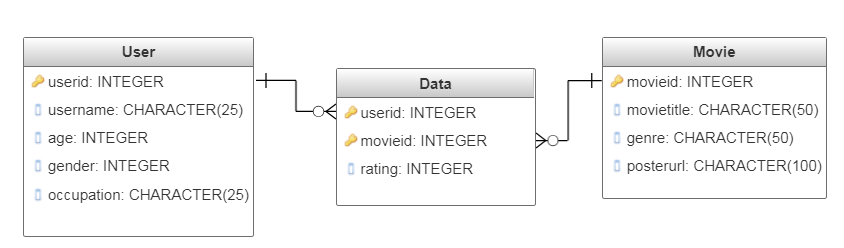 User
userid: INTEGER
username: CHARACTER(25)
age: INTEGER
gender: INTEGER
occupation: CHARACTER(25)
Data
userid: INTEGER
movieid: INTEGER
rating: INTEGER
Movie
movieid: INTEGER
movietitle: CHARACTER(50)
genre: CHARACTER(50)
posterurl: CHARACTER(100)